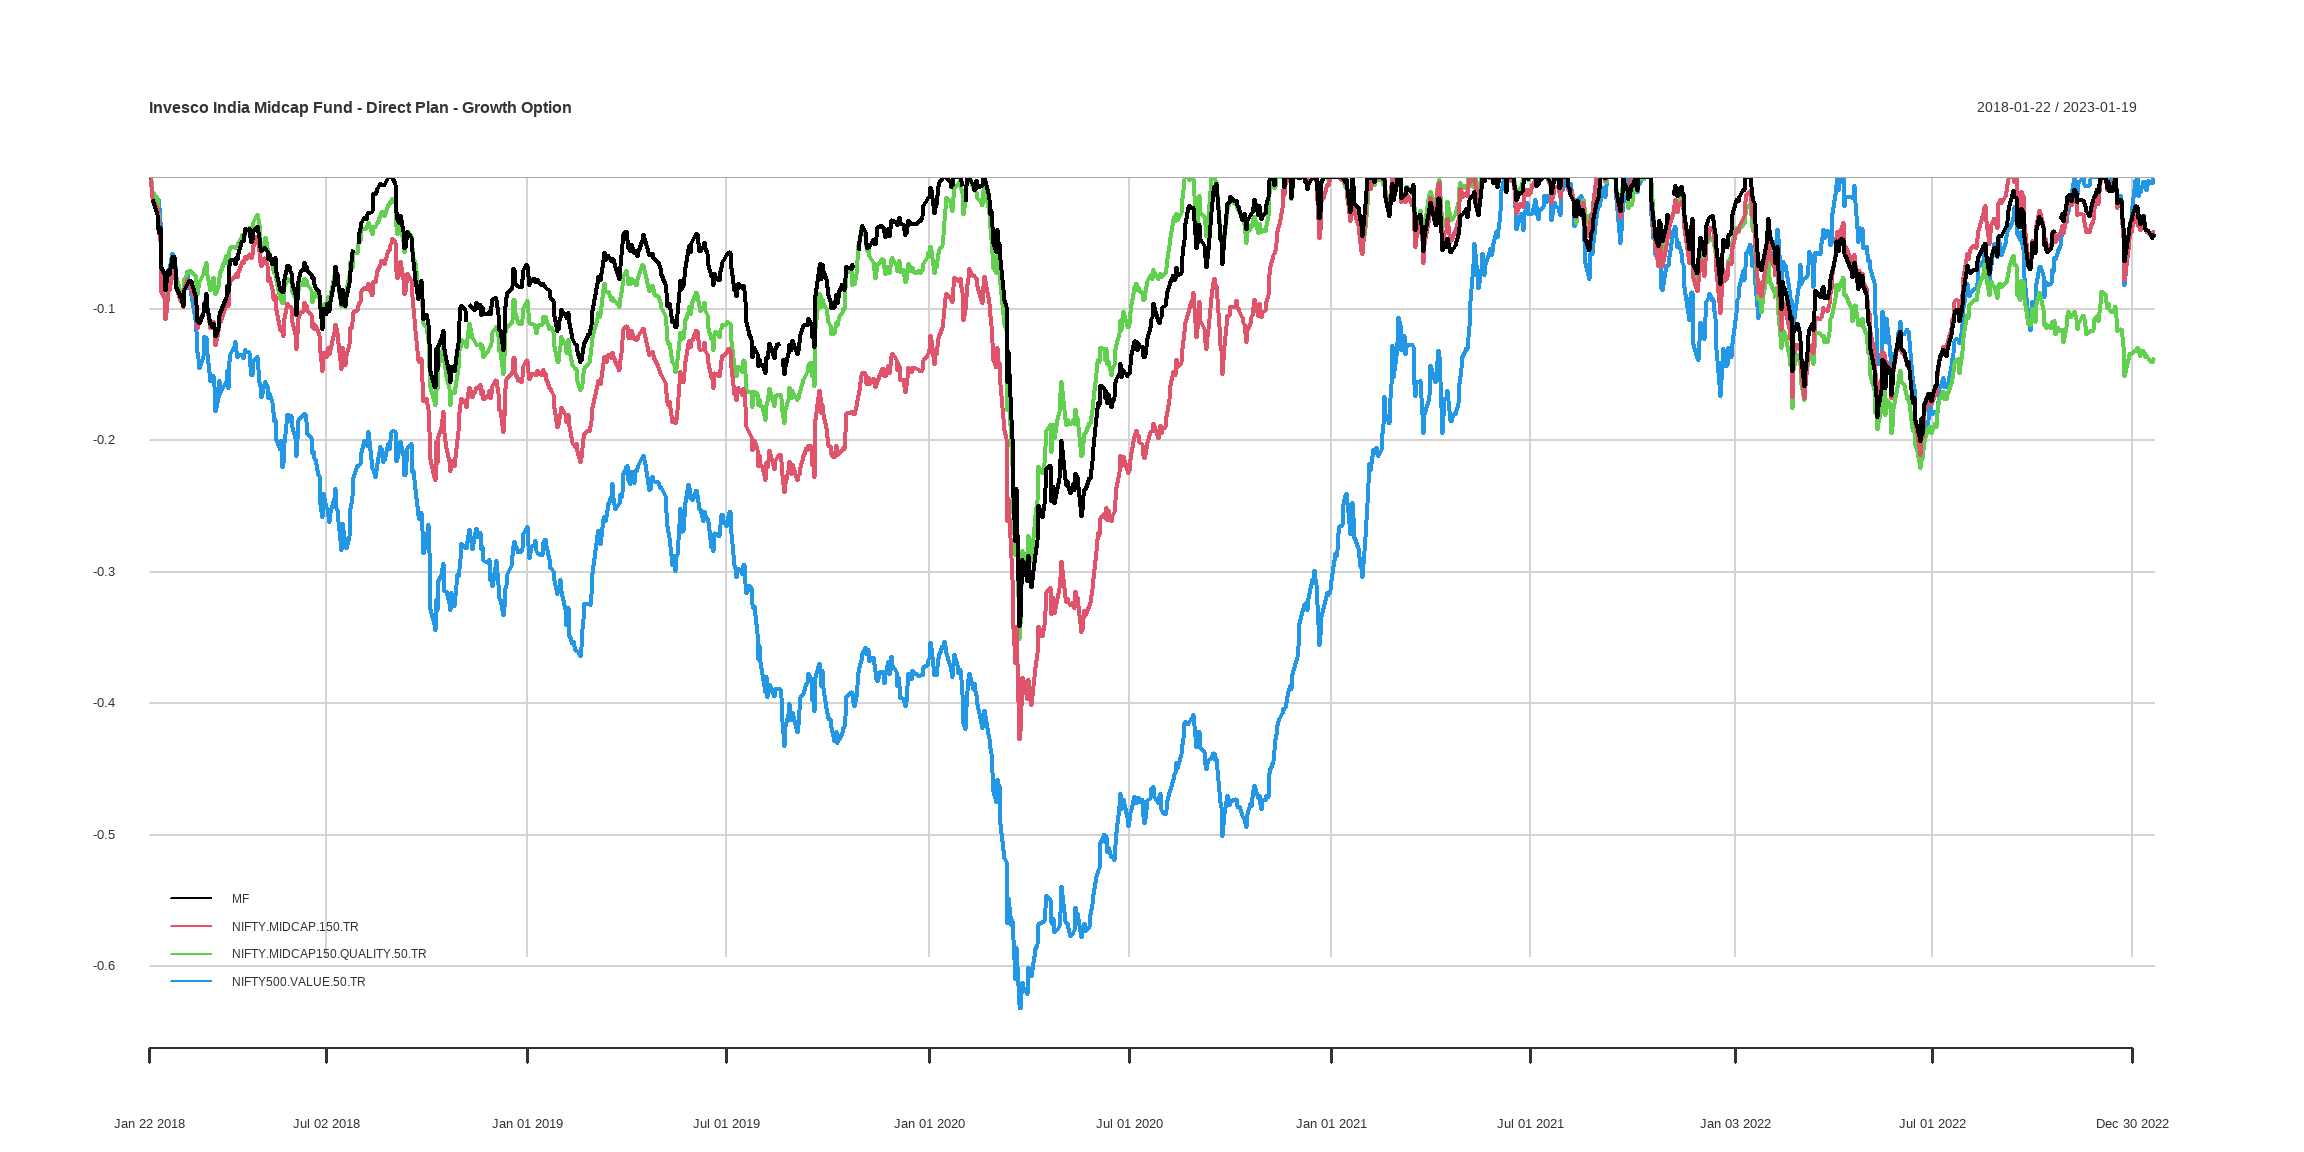 Invesco India Midcap Fund - Direct Plan - Growth Option
2018-01-22 / 2023-01-19
-0.1
-0.2
-0.3
-0.4
-0.5
-0.6
MF
NIFTY.MIDCAP.150.TR
NIFTY.MIDCAP150.QUALITY.50.TR
NIFTY500.VALUE.50.TR
Jan 22 2018 Jul 02 2018 Jan 01 2019 Jul 01 2019 Jan 01 2020 Jul 01 2020 Jan 01 2021 Jul 01 2021 Jan 03 2022 Jul 01 2022 Dec 30 2022